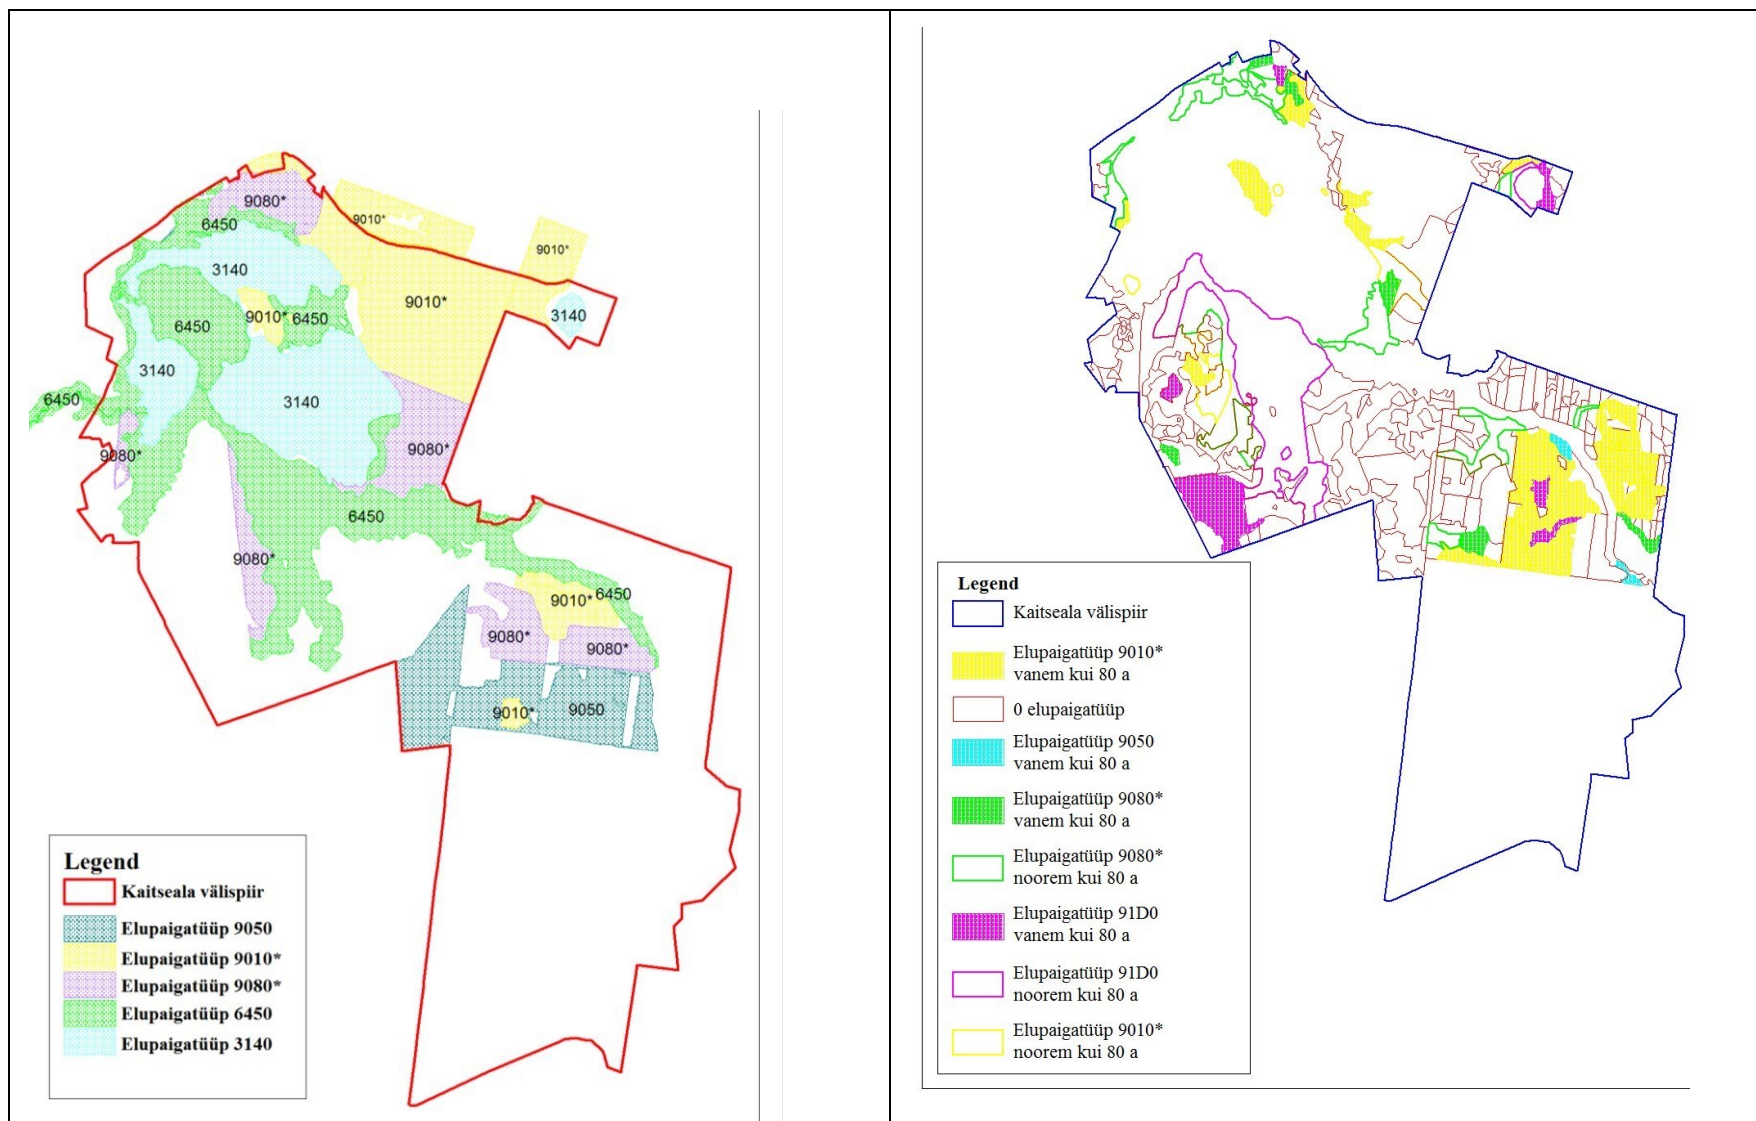 9080*
9010*
6450
9010*
3140
9010*
3140
9010*
6450
6450
3140
3140
6450
9080*
9080*
6450
9080*
9010*
6450
9080*
9080*
9010*
9050
Legend
Kaitseala välispiir
Elupaigatüüp 9050
Elupaigatüüp 9010*
Elupaigatüüp 9080*
Elupaigatüüp 6450
Elupaigatüüp 3140
Legend
Kaitseala välispiir
Elupaigatüüp 9010*
vanem kui 80 a
0 elupaigatüüp
Elupaigatüüp 9050
vanem kui 80 a
Elupaigatüüp 9080*
vanem kui 80 a
Elupaigatüüp 9080*
noorem kui 80 a
Elupaigatüüp 91D0
vanem kui 80 a
Elupaigatüüp 91D0
noorem kui 80 a
Elupaigatüüp 9010*
noorem kui 80 a